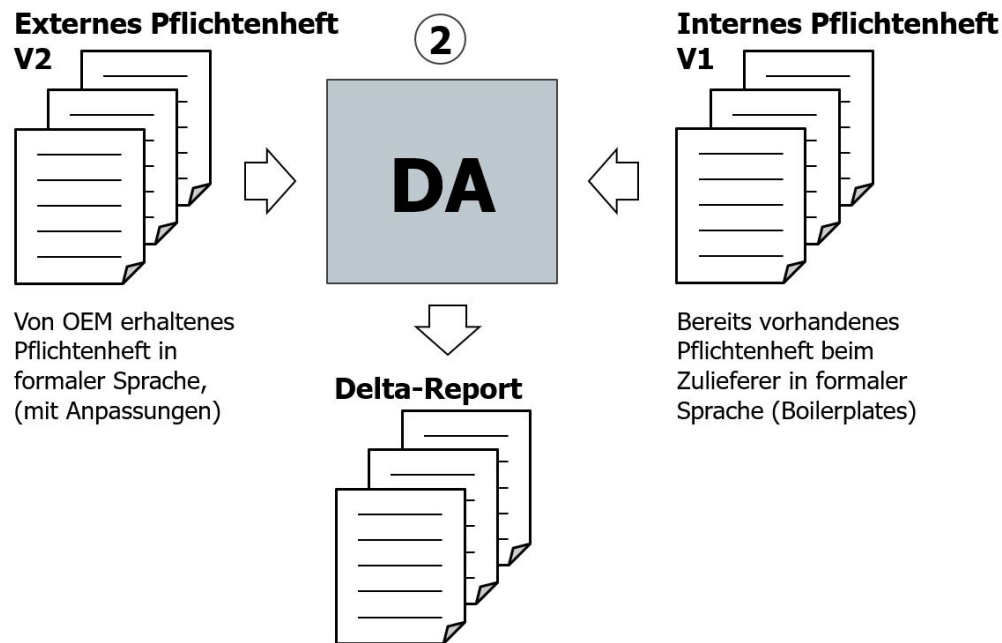 Externes Pflichtenheft
V2
2
Internes Pflichtenheft
V1
DA
Von OEM erhaltenes
Pflichtenheft in
formaler Sprache,
(mit Anpassungen)
Bereits vorhandenes
Pflichtenheft beim
Zulieferer in formaler
Sprache (Boilerplates)
Delta-Report